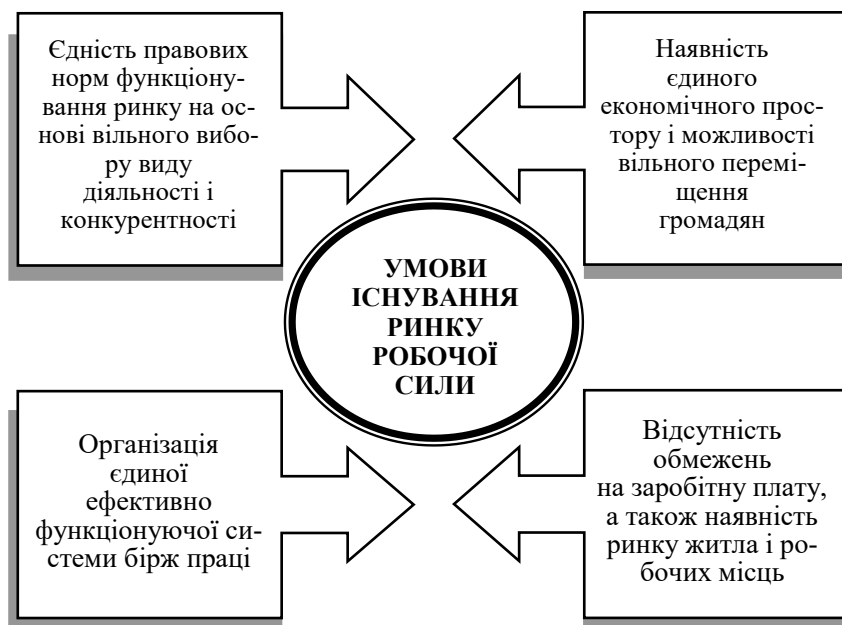 Єдність правових
норм функціону-
вання ринку на ос-
нові вільного вибо-
ру виду
діяльності і
конкурентності
Наявність
єдиного
економічного прос-
тору і можливості
вільного перемі-
щення
громадян
УМОВИ
ІСНУВАННЯ
РИНКУ
РОБОЧОЇ
СИЛИ
Організація
єдиної
ефективно
функціонуючої си-
стеми бірж праці
Відсутність
обмежень
на заробітну плату,
а також наявність
ринку житла і ро-
бочих місць